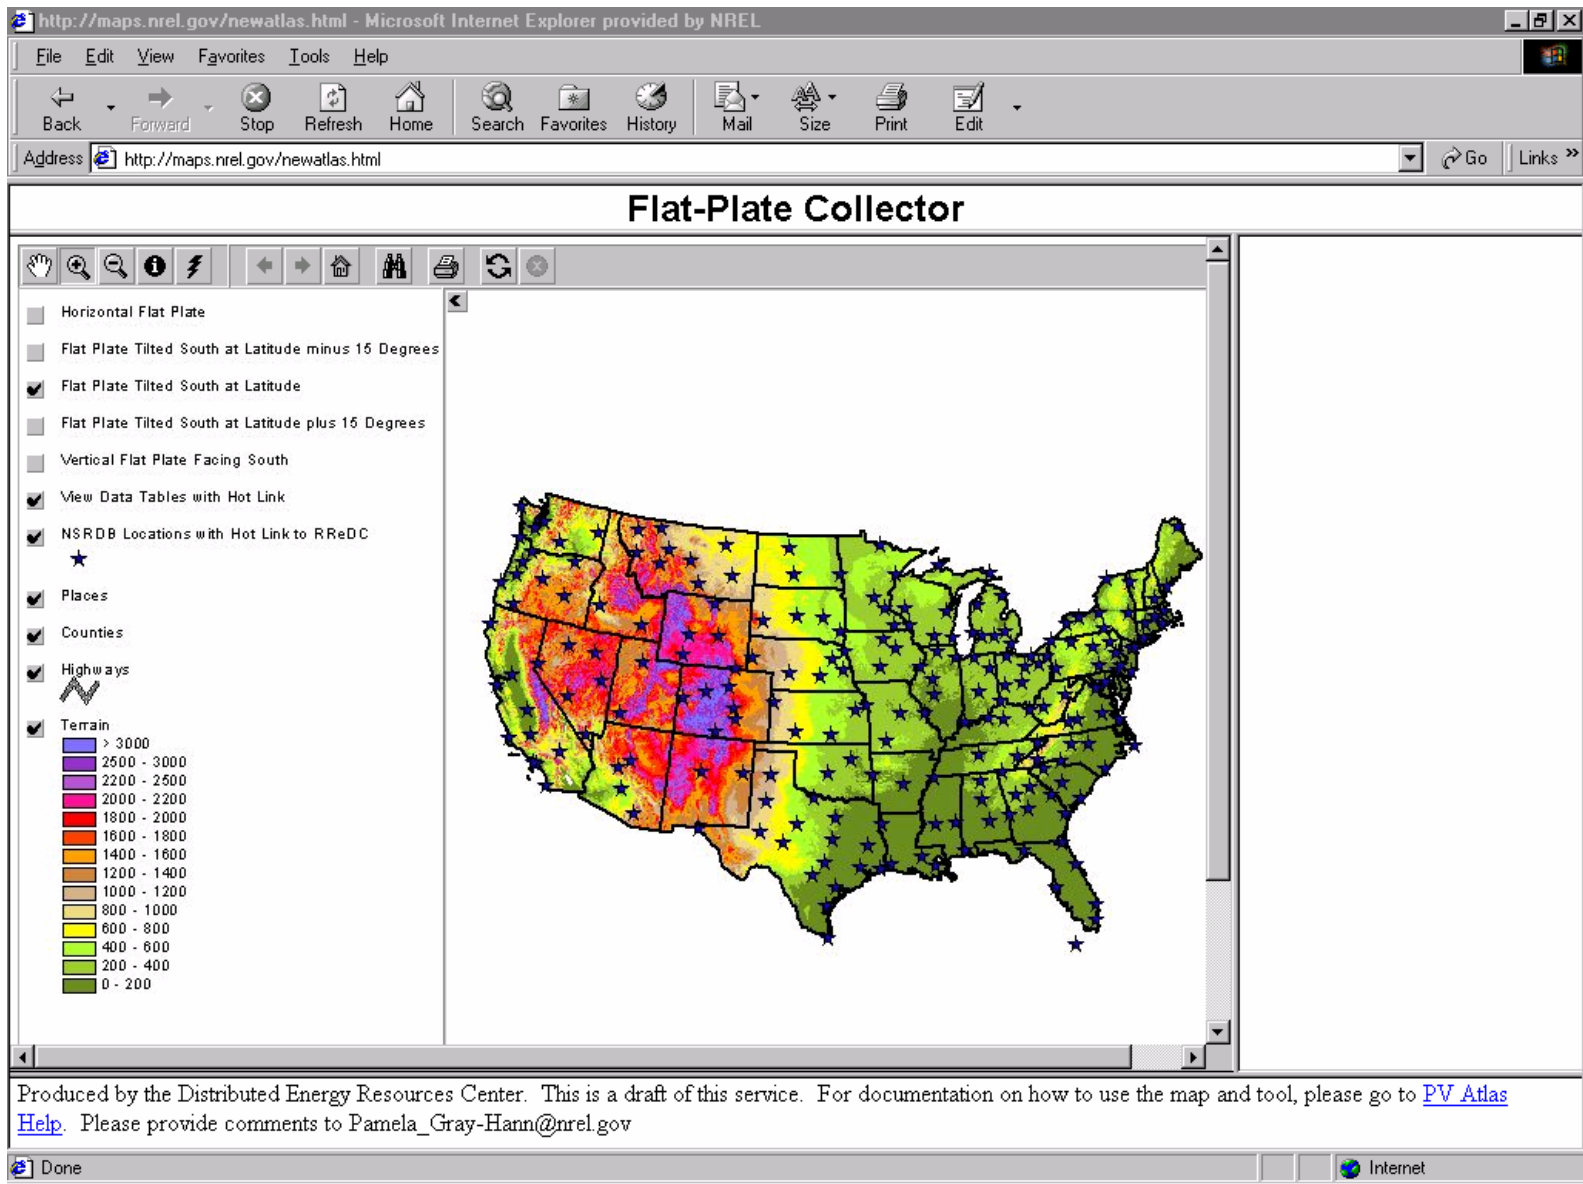 http://maps.nrel.gov/newatlas.html - Microsoft Internet Explorer provided by NREL
File Edit View Favorites Tools Help
Back Forward Stop Refresh Home Search Favorites History Mail Size Print Edit
Address http://maps.nrel.gov/newatlas.html Go Links »
Flat-Plate Collector
Horizontal Flat Plate
Flat Plate Tilted South at Latitude minus 15 Degrees
Flat Plate Tilted South at Latitude
Flat Plate Tilted South at Latitude plus 15 Degrees
Vertical Flat Plate Facing South
View Data Tables with Hot Link
NSRDB Locations with Hot Link to RReDC
Places
Counties
Highways
Terrain
> 3000
2500 - 3000
2200 - 2500
2000 - 2200
1800 - 2000
1600 - 1800
1400 - 1600
1200 - 1400
1000 - 1200
800 - 1000
600 - 800
400 - 600
200 - 400
0 - 200
Produced by the Distributed Energy Resources Center. This is a draft of this service. For documentation on how to use the map and tool, please go to PV Atlas
Help. Please provide comments to Pamela_Gray-Hann@nrel.gov
Done Internet